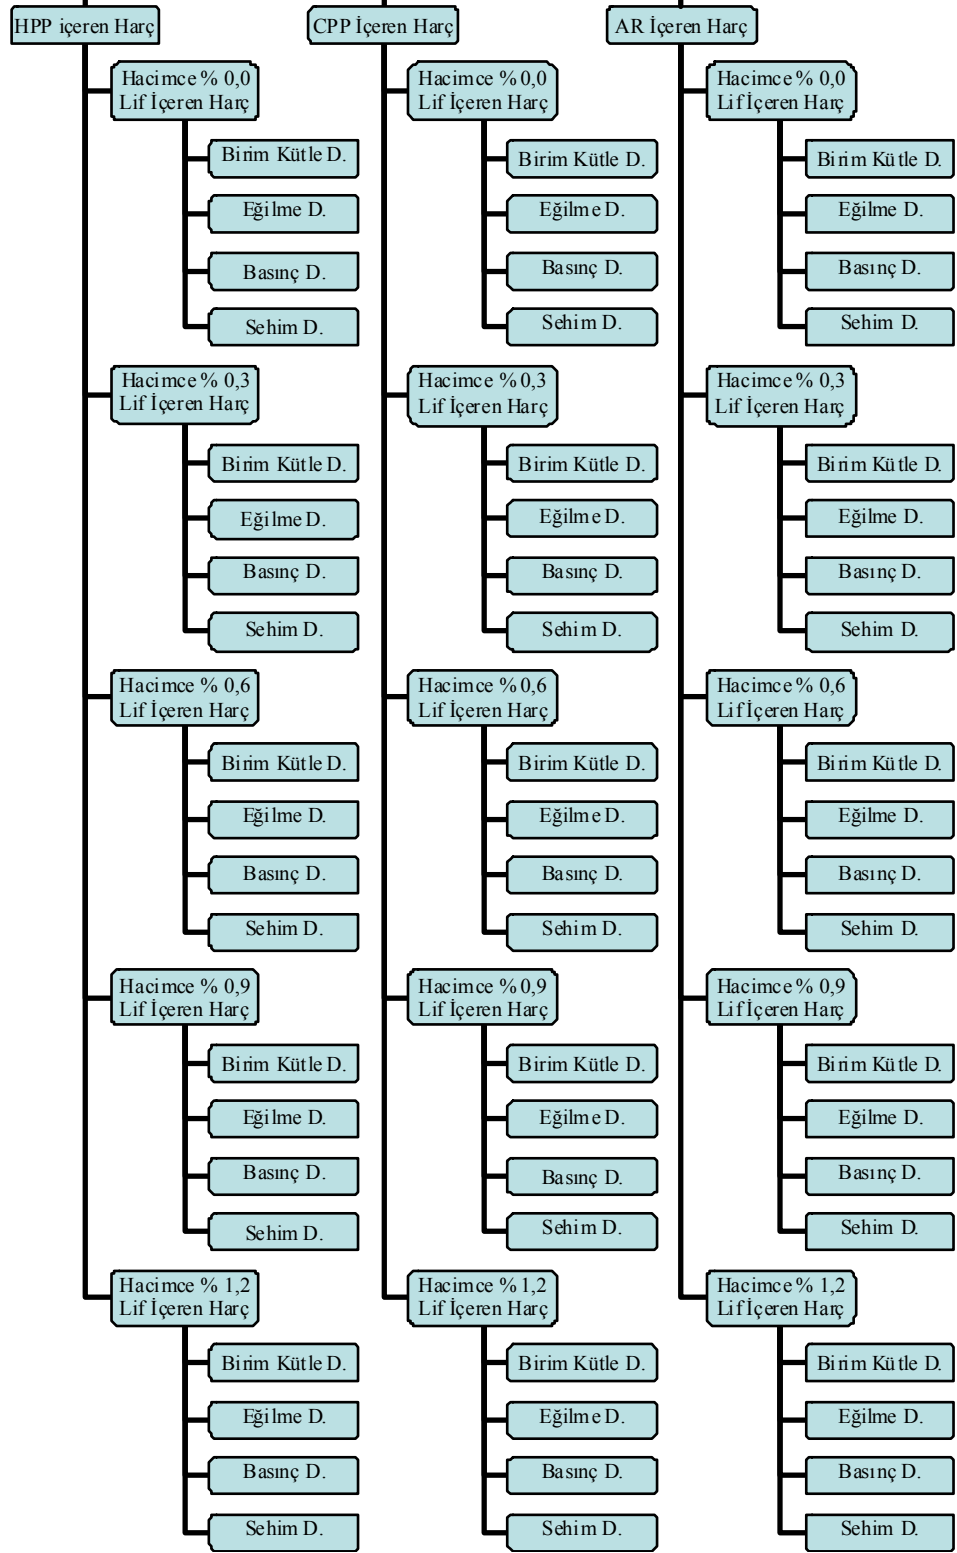 HPP içeren Harç
Hacimce % 0,0
Lif İçeren Harç
Birim Kütle D.
Eğilme D.
Basınç D.
Sehim D.
Hacimce % 0,3
Lif İçeren Harç
Birim Kütle D.
Eğilme D.
Basınç D.
Sehim D.
Hacimce % 0,6
Lif İçeren Harç
Birim Kütle D.
Eğilme D.
Basınç D.
Sehim D.
Hacimce % 0,9
Lif İçeren Harç
Birim Kütle D.
Eğilme D.
Basınç D.
Sehim D.
Hacimce % 1,2
Lif İçeren Harç
Birim Kütle D.
Eğilme D.
Basınç D.
Sehim D.
CPP İçeren Harç
Hacimce % 0,0
Lif İçeren Harç
Birim Kütle D.
Eğilme D.
Basınç D.
Sehim D.
Hacimce % 0,3
Lif İçeren Harç
Birim Kütle D.
Eğilme D.
Basınç D.
Sehim D.
Hacimce % 0,6
Lif İçeren Harç
Birim Kütle D.
Eğilme D.
Basınç D.
Sehim D.
Hacimce % 0,9
Lif İçeren Harç
Birim Kütle D.
Eğilme D.
Basınç D.
Sehim D.
Hacimce % 1,2
Lif İçeren Harç
Birim Kütle D.
Eğilme D.
Basınç D.
Sehim D.
AR İçeren Harç
Hacimce % 0,0
Lif İçeren Harç
Birim Kütle D.
Eğilme D.
Basınç D.
Sehim D.
Hacimce % 0,3
Lif İçeren Harç
Birim Kütle D.
Eğilme D.
Basınç D.
Sehim D.
Hacimce % 0,6
Lif İçeren Harç
Birim Kütle D.
Eğilme D.
Basınç D.
Sehim D.
Hacimce % 0,9
Lif İçeren Harç
Birim Kütle D.
Eğilme D.
Basınç D.
Sehim D.
Hacimce % 1,2
Lif İçeren Harç
Birim Kütle D.
Eğilme D.
Basınç D.
Sehim D.